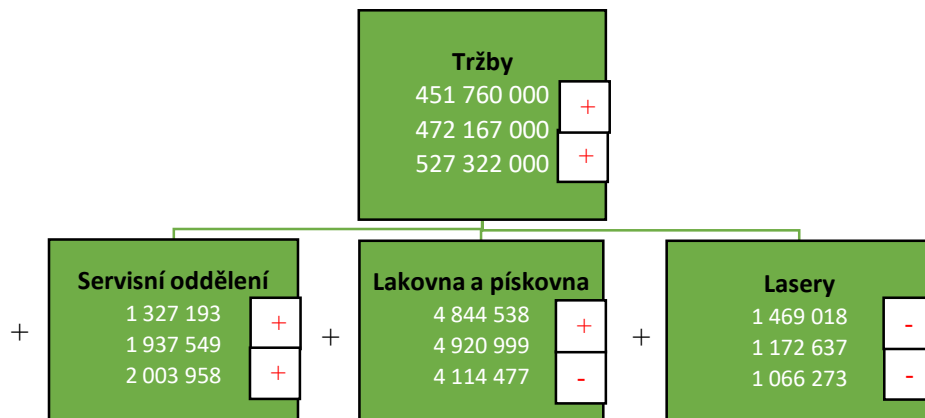 Tržby
451 760 000
+
472 167 000
+
527 322 000
+
Servisní oddělení
1 327 193
+
1 937 549
+
2 003 958
+
Lakovna a pískovna
4 844 538
+
4 920 999
-
4 114 477
+
Lasery
1 469 018
-
1 172 637
-
1 066 273